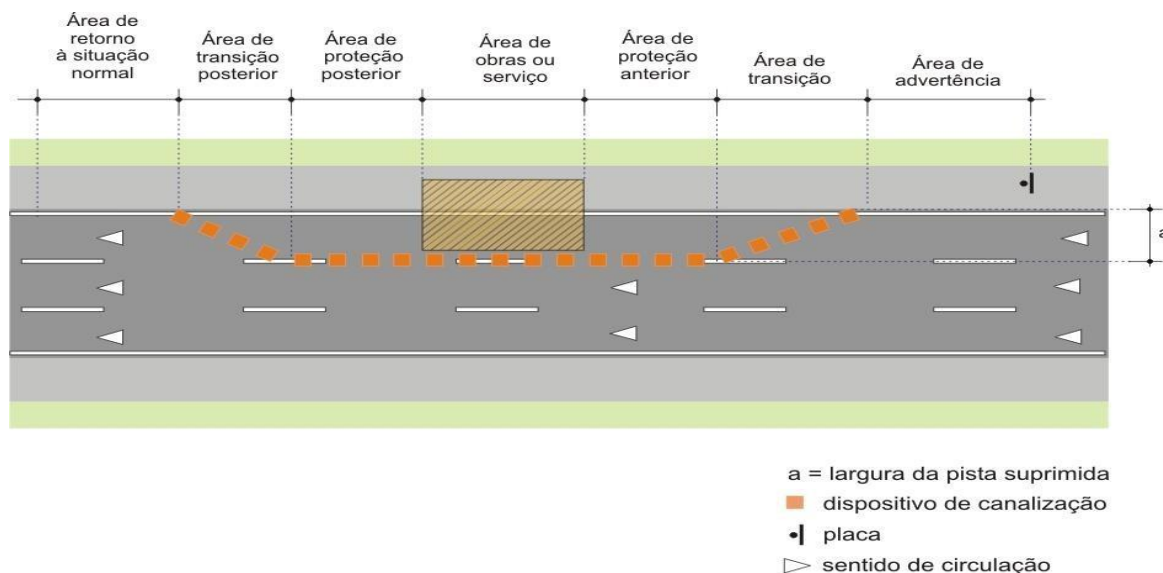 Área de
retorno
à situação
normal
Área de
transição
posterior
Área de
proteção
posterior
Área de
obras ou
serviço
Área de
proteção
anterior
Área de
transição
Área de
advertência
a
a = largura da pista suprimida
dispositivo de canalização
placa
sentido de circulação